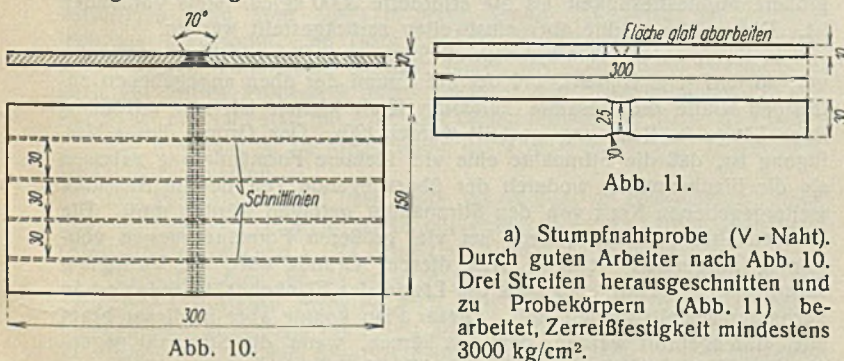 70°
10
30
30
30
Schnittlinien
150
300
Abb. 10.
Fläche glatt abarbeiten
10
300
25
30
Abb. 11.
a) Stumpfnahtprobe (V - Naht).
Durch guten Arbeiter nach Abb. 10.
Drei Streifen herausgeschnitten und
zu Probekörpern (Abb. 11) be-
arbeitet, Zerreißfestigkeit mindestens
3000 kg/cm².